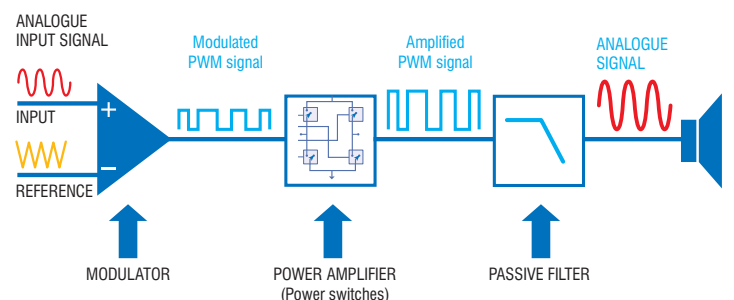 ANALOGUE
INPUT SIGNAL
INPUT
REFERENCE
Modulated
PWM signal
Amplified
PWM signal
ANALOGUE
SIGNAL
+
−
MODULATOR
POWER AMPLIFIER
(Power switches)
PASSIVE FILTER